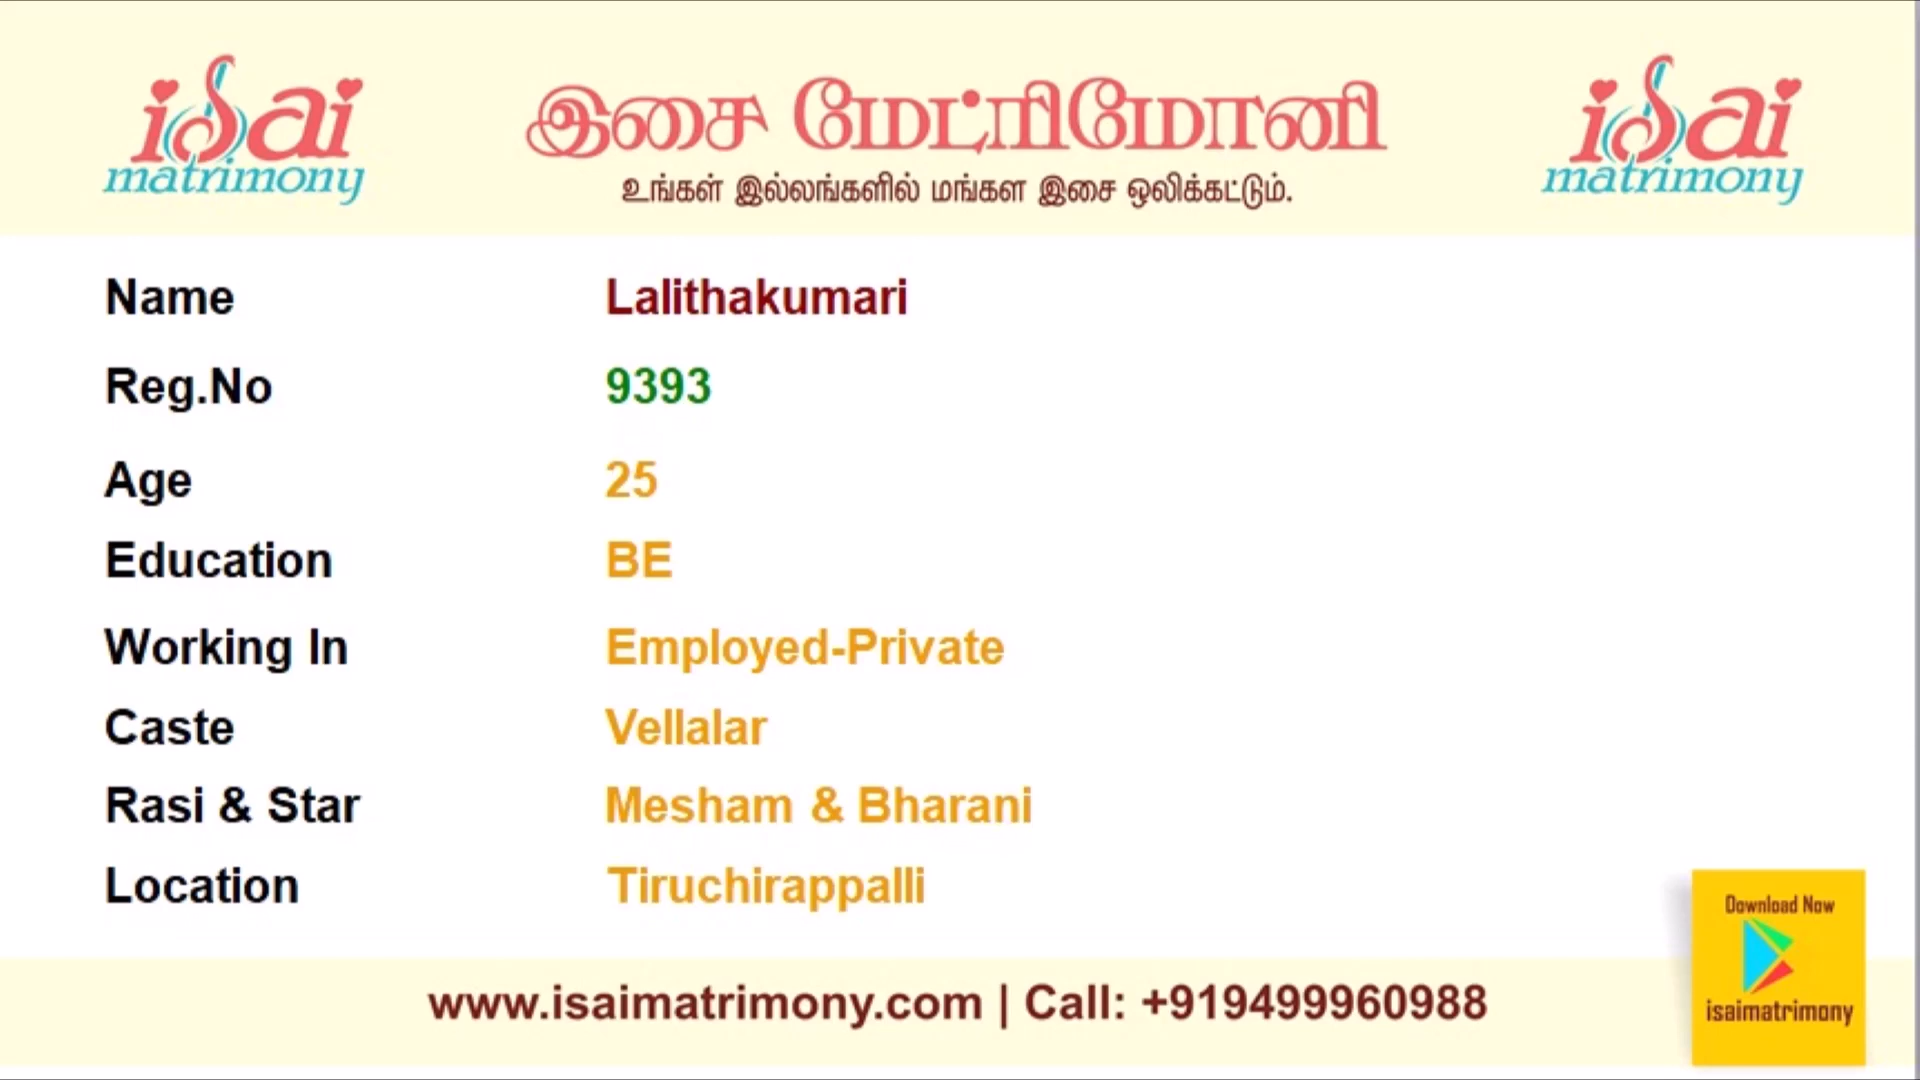 isai matrimony
இசை மேட்ரிமோனி
உங்கள் இல்லங்களில் மங்கள இசை ஒலிக்கட்டும்.
isai matrimony
Name Lalithakumari
Reg.No 9393
Age 25
Education BE
Working In Employed-Private
Caste Vellalar
Rasi & Star Mesham & Bharani
Location Tiruchirappalli
www.isaimatrimony.com | Call: +919499960988
Download Now
isaimatrimony